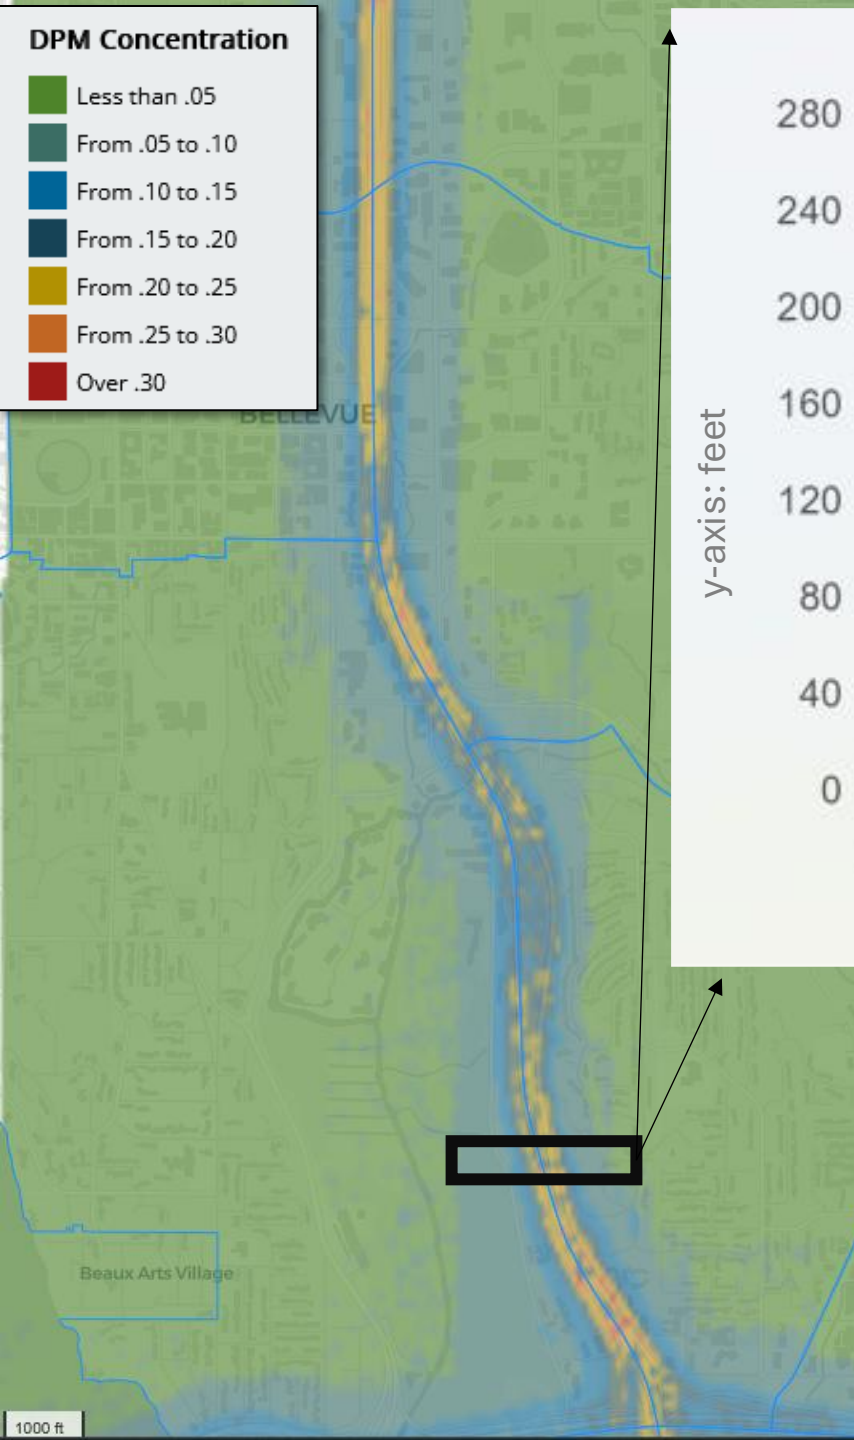 DPM Concentration
Less than .05
From .05 to .10
From .10 to .15
From .15 to .20
From .20 to .25
From .25 to .30
Over .30
BELLEVUE
280
240
200
160
120
80
40
0
y-axis: feet
Beaux Arts Village
1000 ft